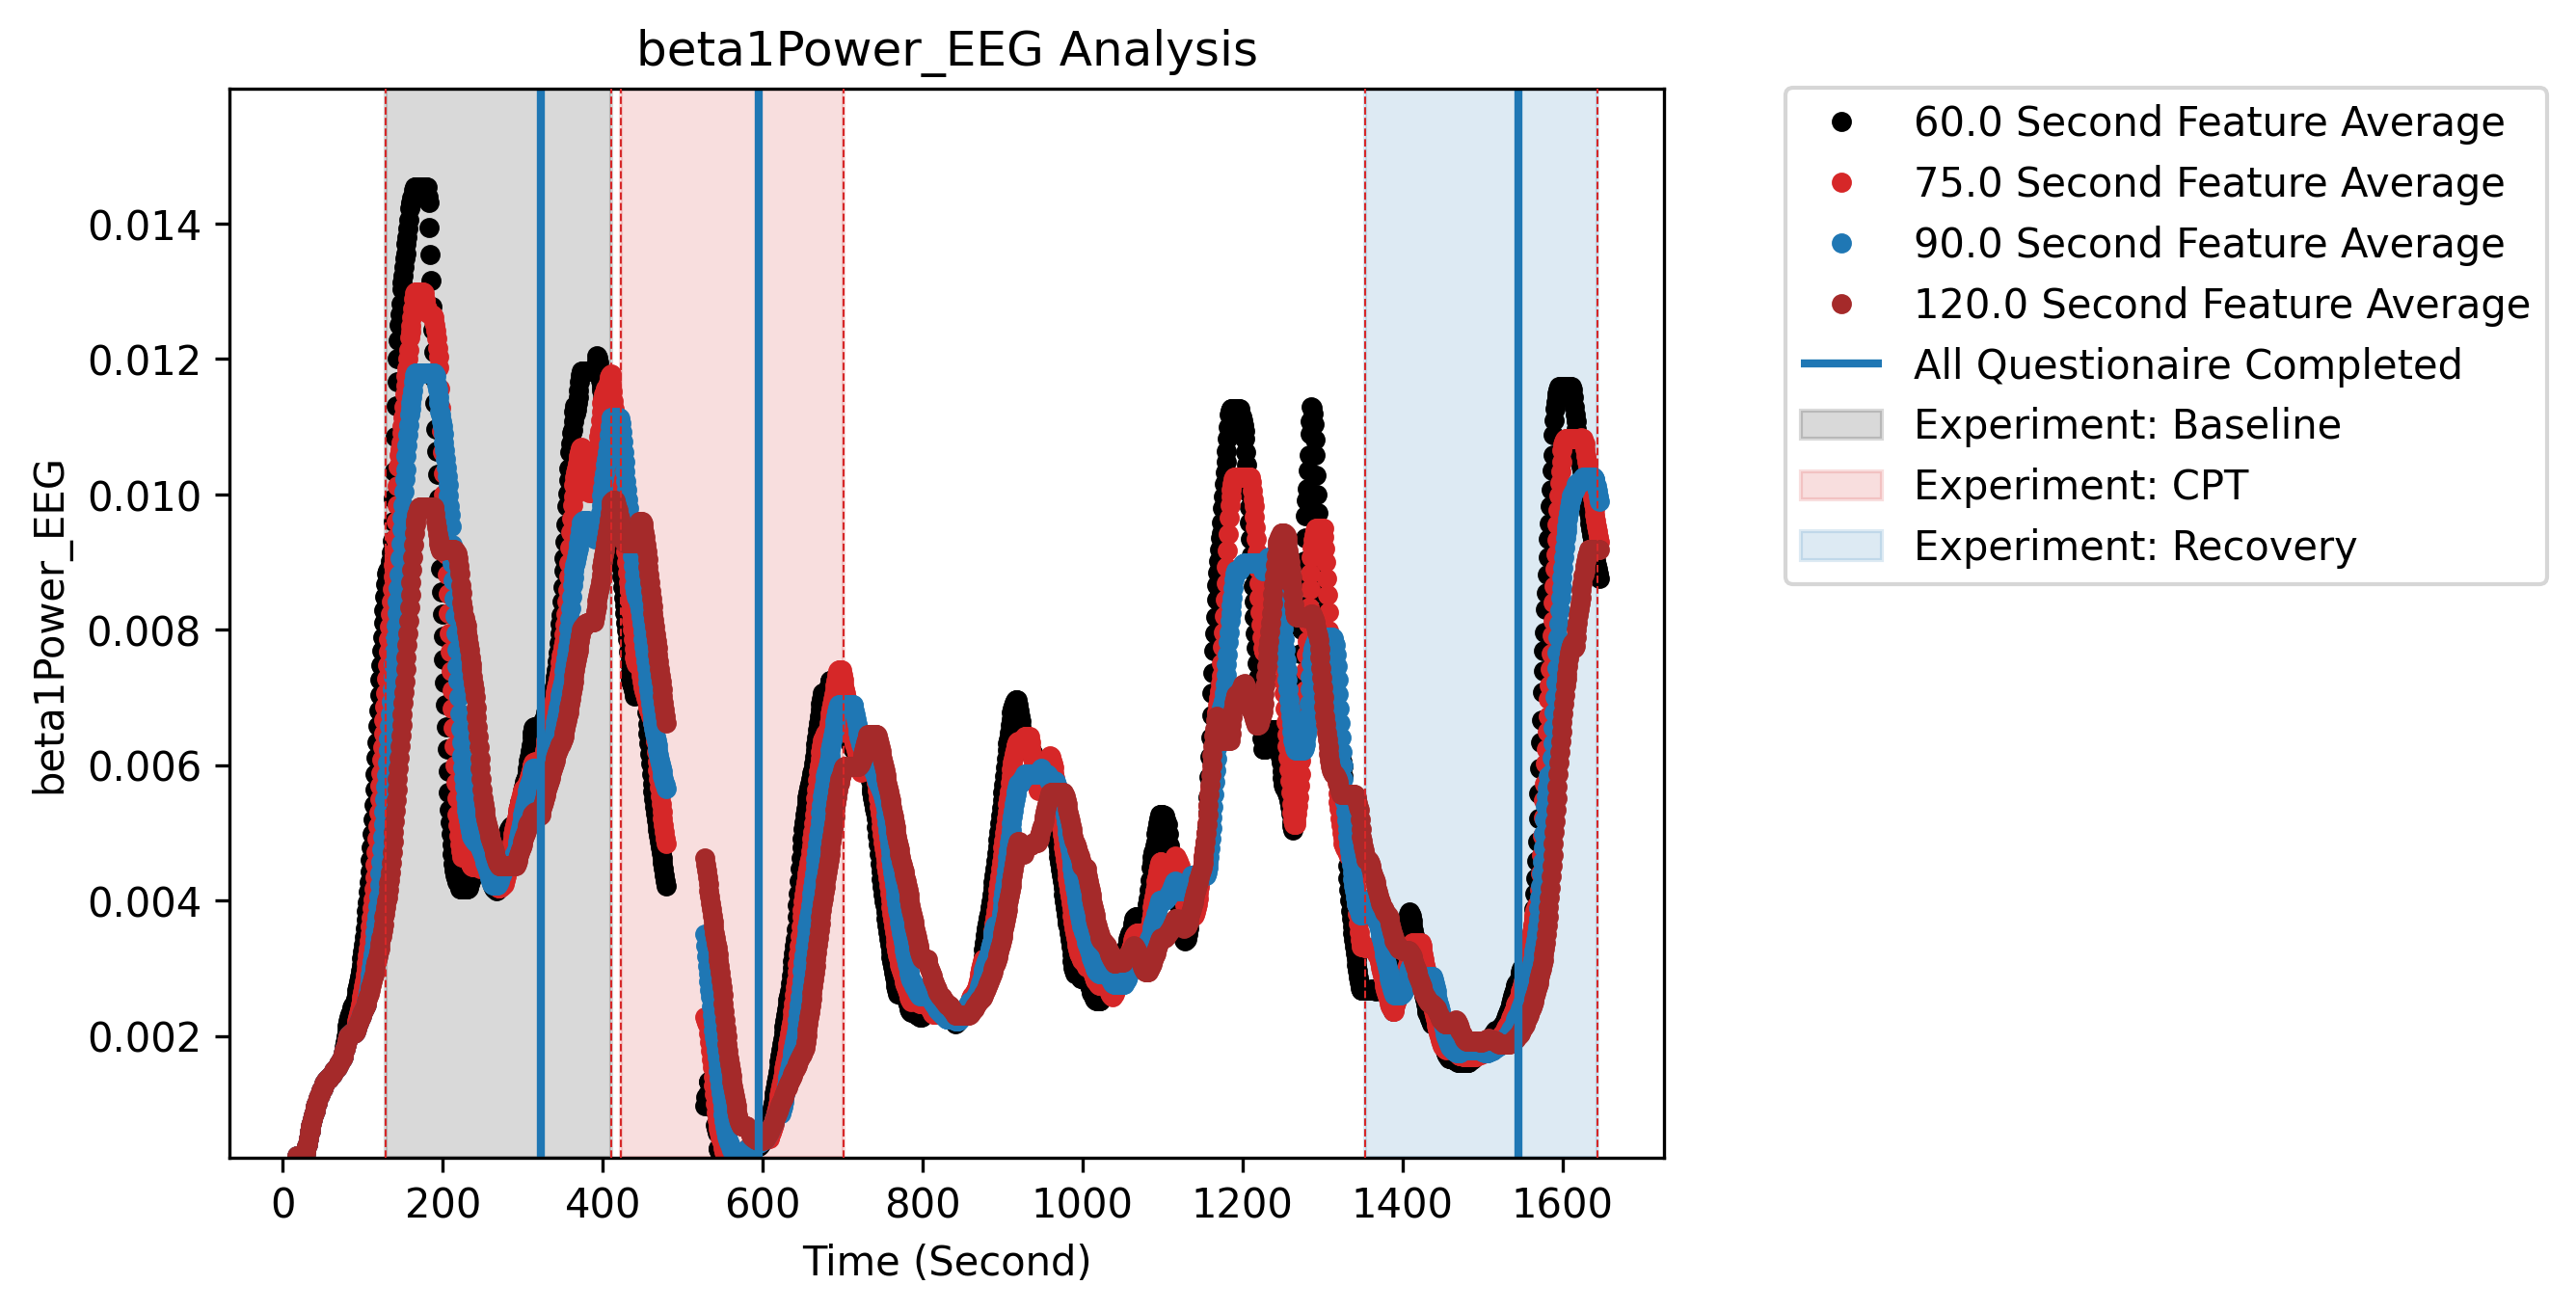 beta1Power_EEG Analysis
60.0 Second Feature Average
75.0 Second Feature Average
90.0 Second Feature Average
120.0 Second Feature Average
All Questionaire Completed
Experiment: Baseline
Experiment: CPT
Experiment: Recovery
beta1Power_EEG
0.014
0.012
0.010
0.008
0.006
0.004
0.002
0 200 400 600 800 1000 1200 1400 1600
Time (Second)